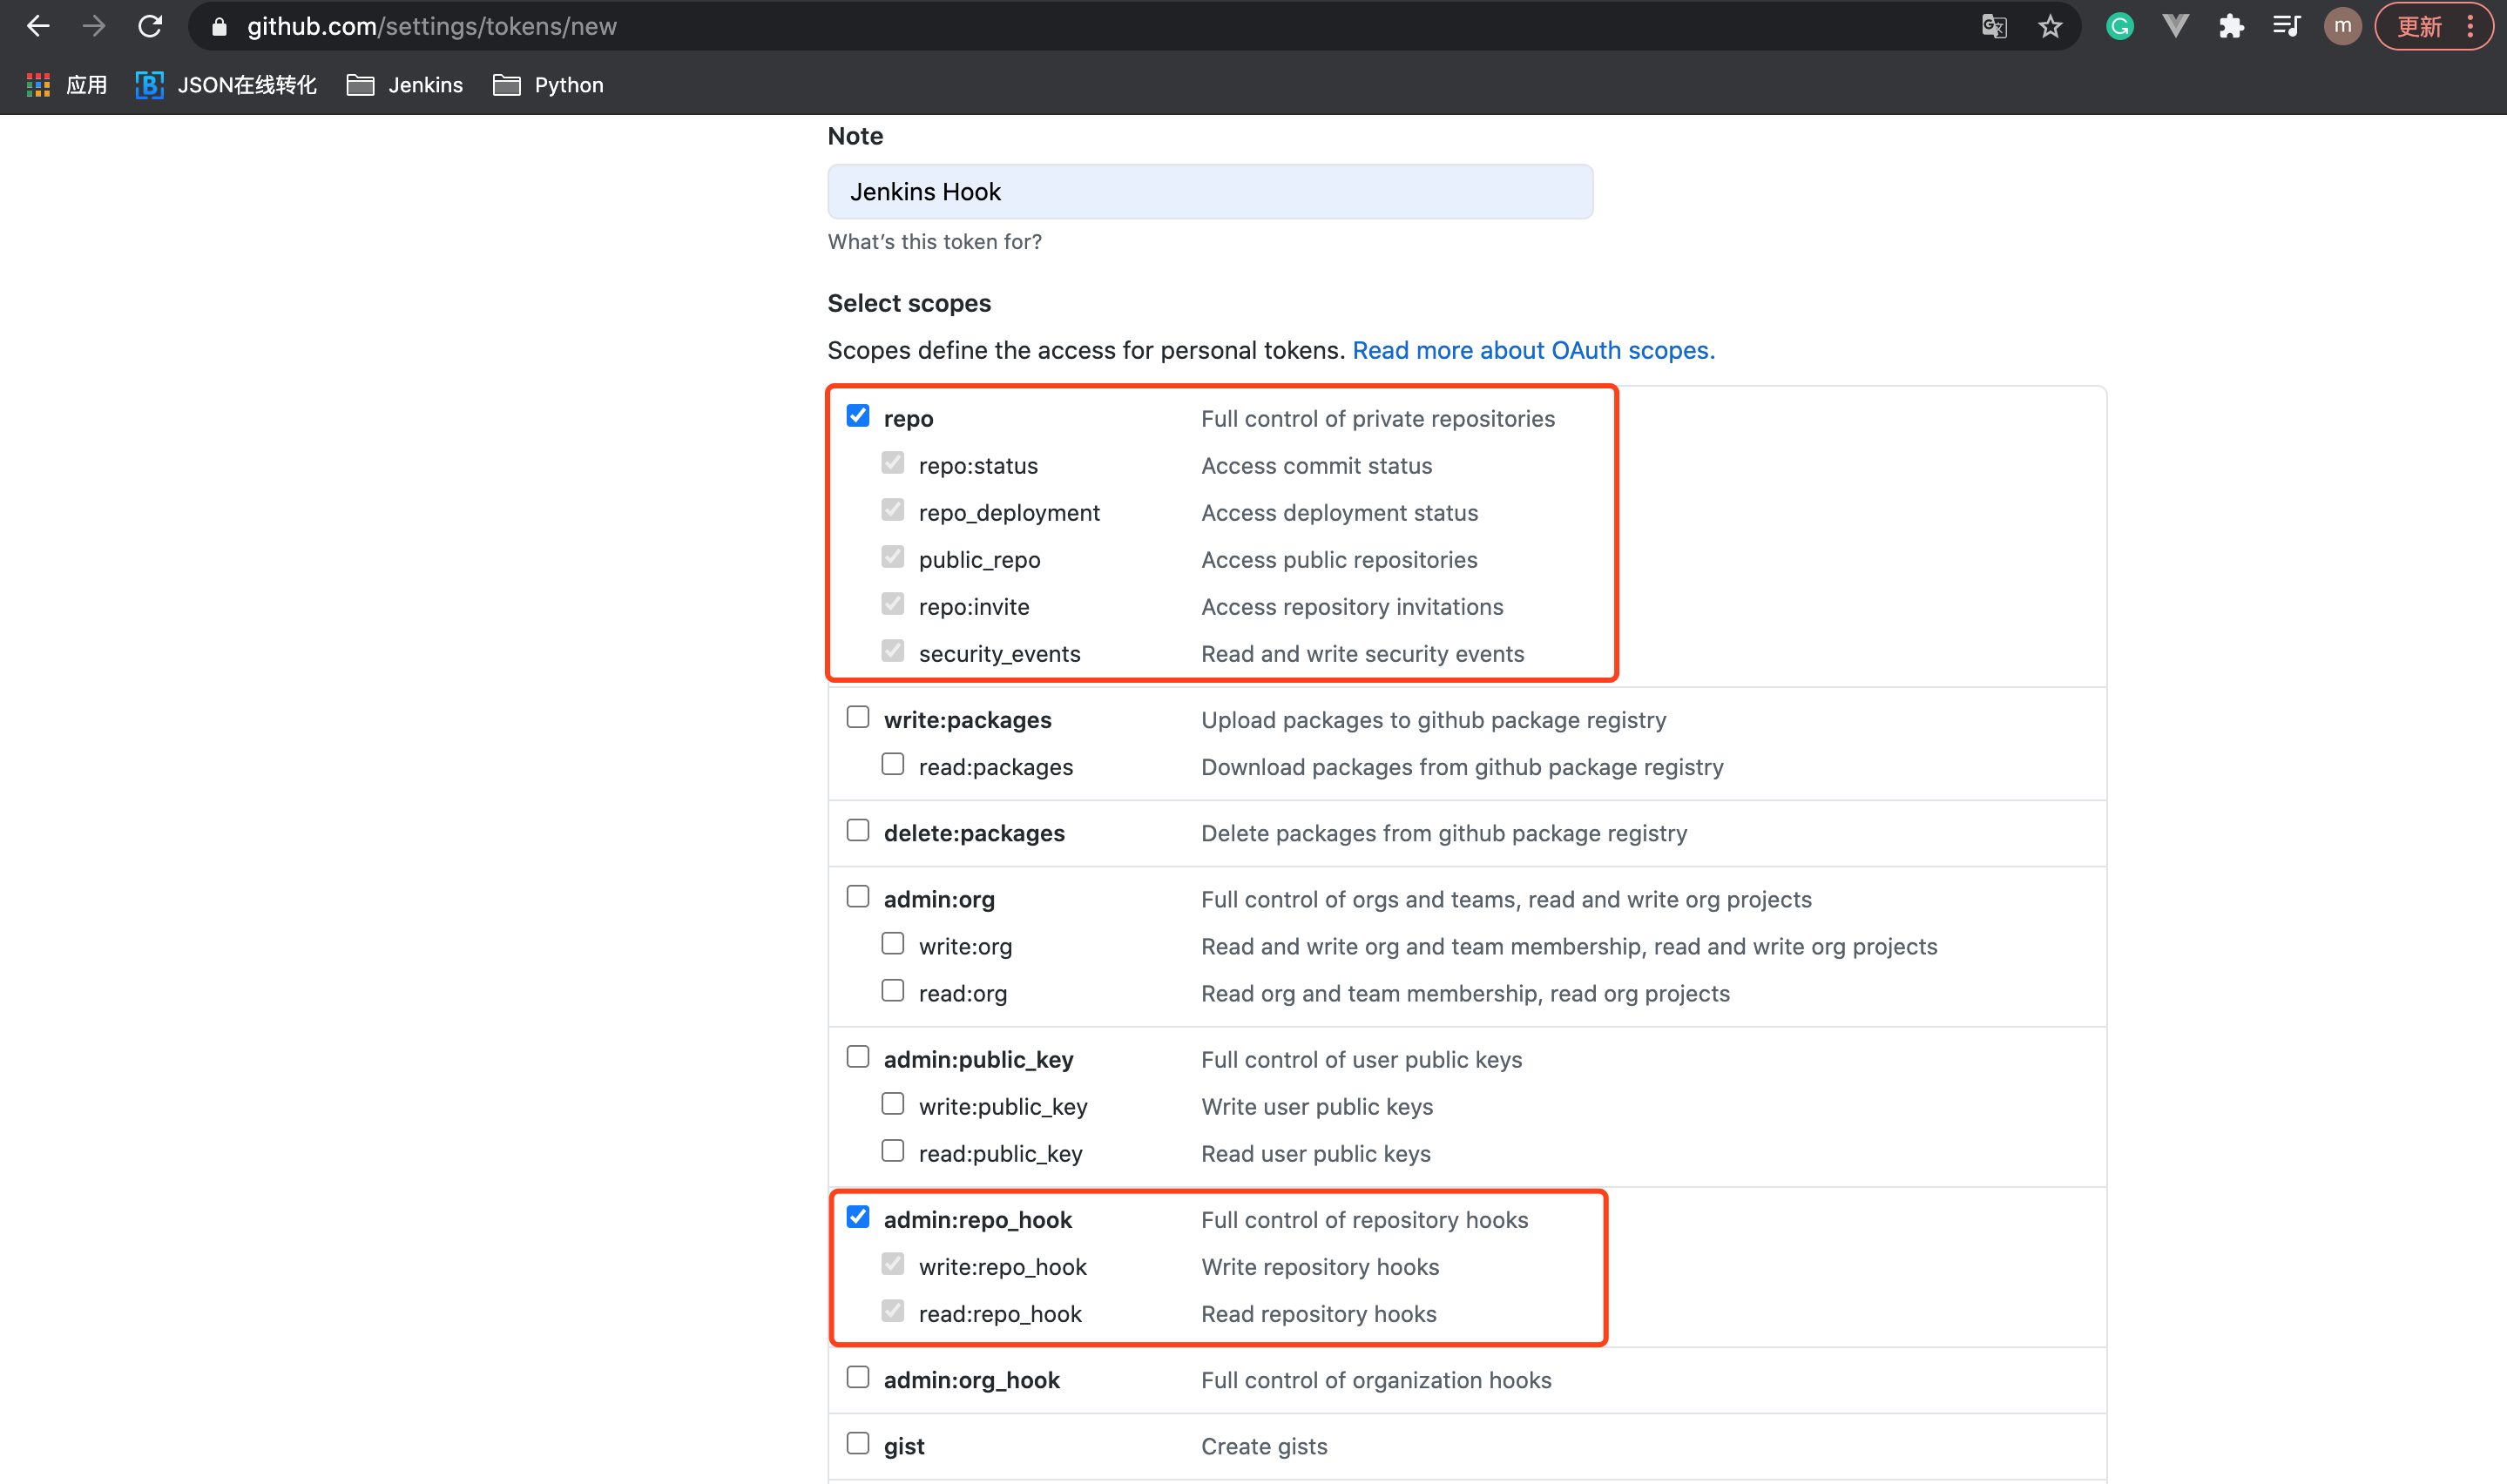 github.com/settings/tokens/new
m
更新
应用
JSON在线转化
Jenkins
Python
Note
Jenkins Hook
What's this token for?
Select scopes
Scopes define the access for personal tokens. Read more about OAuth scopes.
repo Full control of private repositories
repo:status Access commit status
repo_deployment Access deployment status
public_repo Access public repositories
repo:invite Access repository invitations
security_events Read and write security events
write:packages Upload packages to github package registry
read:packages Download packages from github package registry
delete:packages Delete packages from github package registry
admin:org Full control of orgs and teams, read and write org projects
write:org Read and write org and team membership, read and write org projects
read:org Read org and team membership, read org projects
admin:public_key Full control of user public keys
write:public_key Write user public keys
read:public_key Read user public keys
admin:repo_hook Full control of repository hooks
write:repo_hook Write repository hooks
read:repo_hook Read repository hooks
admin:org_hook Full control of organization hooks
gist Create gists